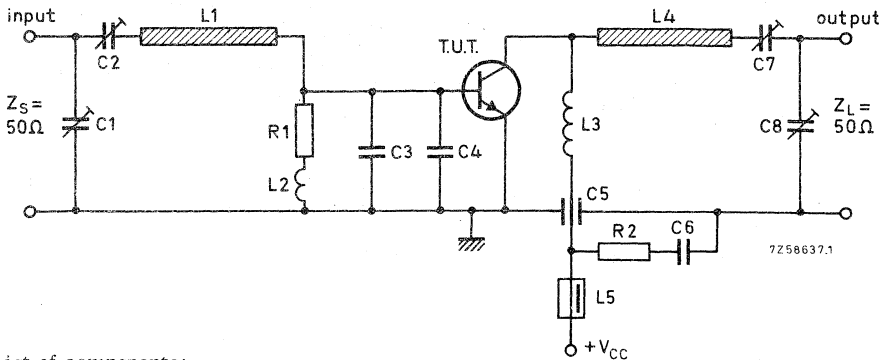 input
C2
L1
T.U.T.
L4
C7
output
ZS =
50Ω
C1
R1
L2
C3
C4
L3
C5
C8
ZL =
50Ω
R2
C6
7Z58637.1
L5
+VCC